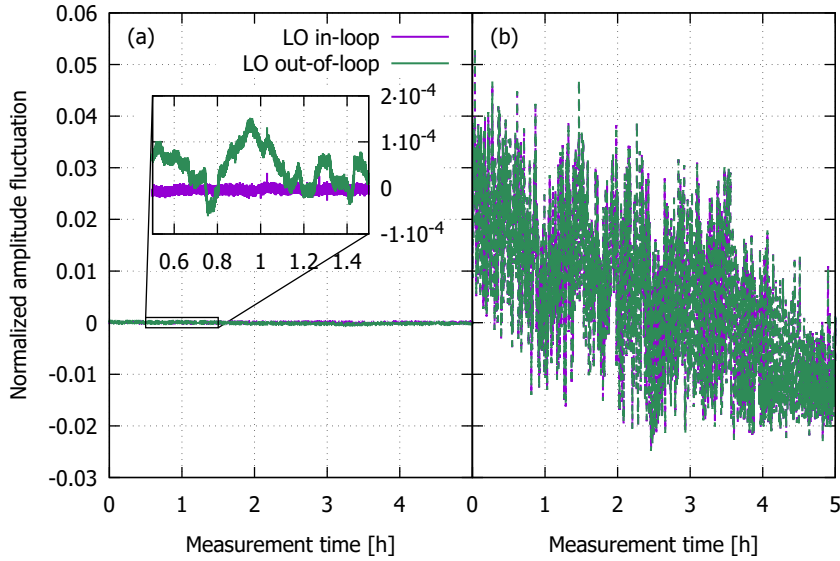 Normalized amplitude fluctuation
0.06
0.05
0.04
0.03
0.02
0.01
0
-0.01
-0.02
-0.03
(a)
LO in-loop
LO out-of-loop
2·10-4
1·10-4
0
-1·10-4
0.6 0.8 1 1.2 1.4
0 1 2 3 4
Measurement time [h]
(b)
0 1 2 3 4 5
Measurement time [h]